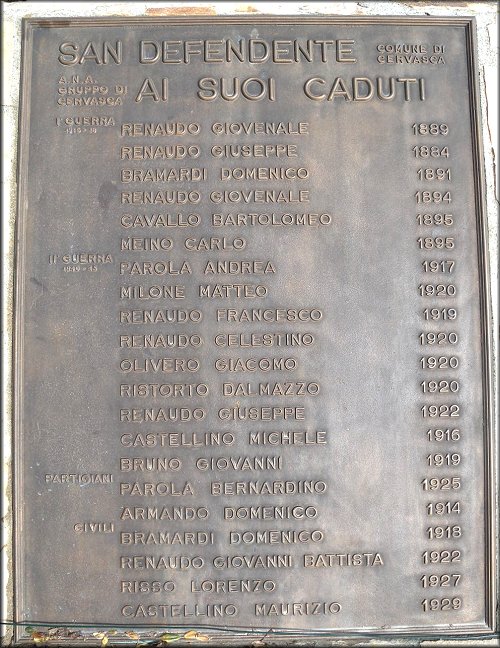 SAN DEFENDENTE COMUNE DI CERVASCA
A.N.A. GRUPPO DI CERVASCA AI SUOI CADUTI
Iª GUERRA
RENAUDO GIOVENALE 1889
RENAUDO GIUSEPPE 1884
BRAMARDI DOMENICO 1891
RENAUDO GIOVENALE 1894
CAVALLO BARTOLOMEO 1895
MEINO CARLO 1895
IIª GUERRA
PAROLA ANDREA 1917
MILONE MATTEO 1920
RENAUDO FRANCESCO 1919
RENAUDO CELESTINO 1920
OLIVERO GIACOMO 1920
RISTORTO DALMAZZO 1920
RENAUDO GIUSEPPE 1922
CASTELLINO MICHELE 1916
BRUNO GIOVANNI 1919
PARTIGIANI
PAROLA BERNARDINO 1925
ARMANDO DOMENICO 1914
CIVILI
BRAMARDI DOMENICO 1918
RENAUDO GIOVANNI BATTISTA 1922
RISSO LORENZO 1927
CASTELLINO MAURIZIO 1929